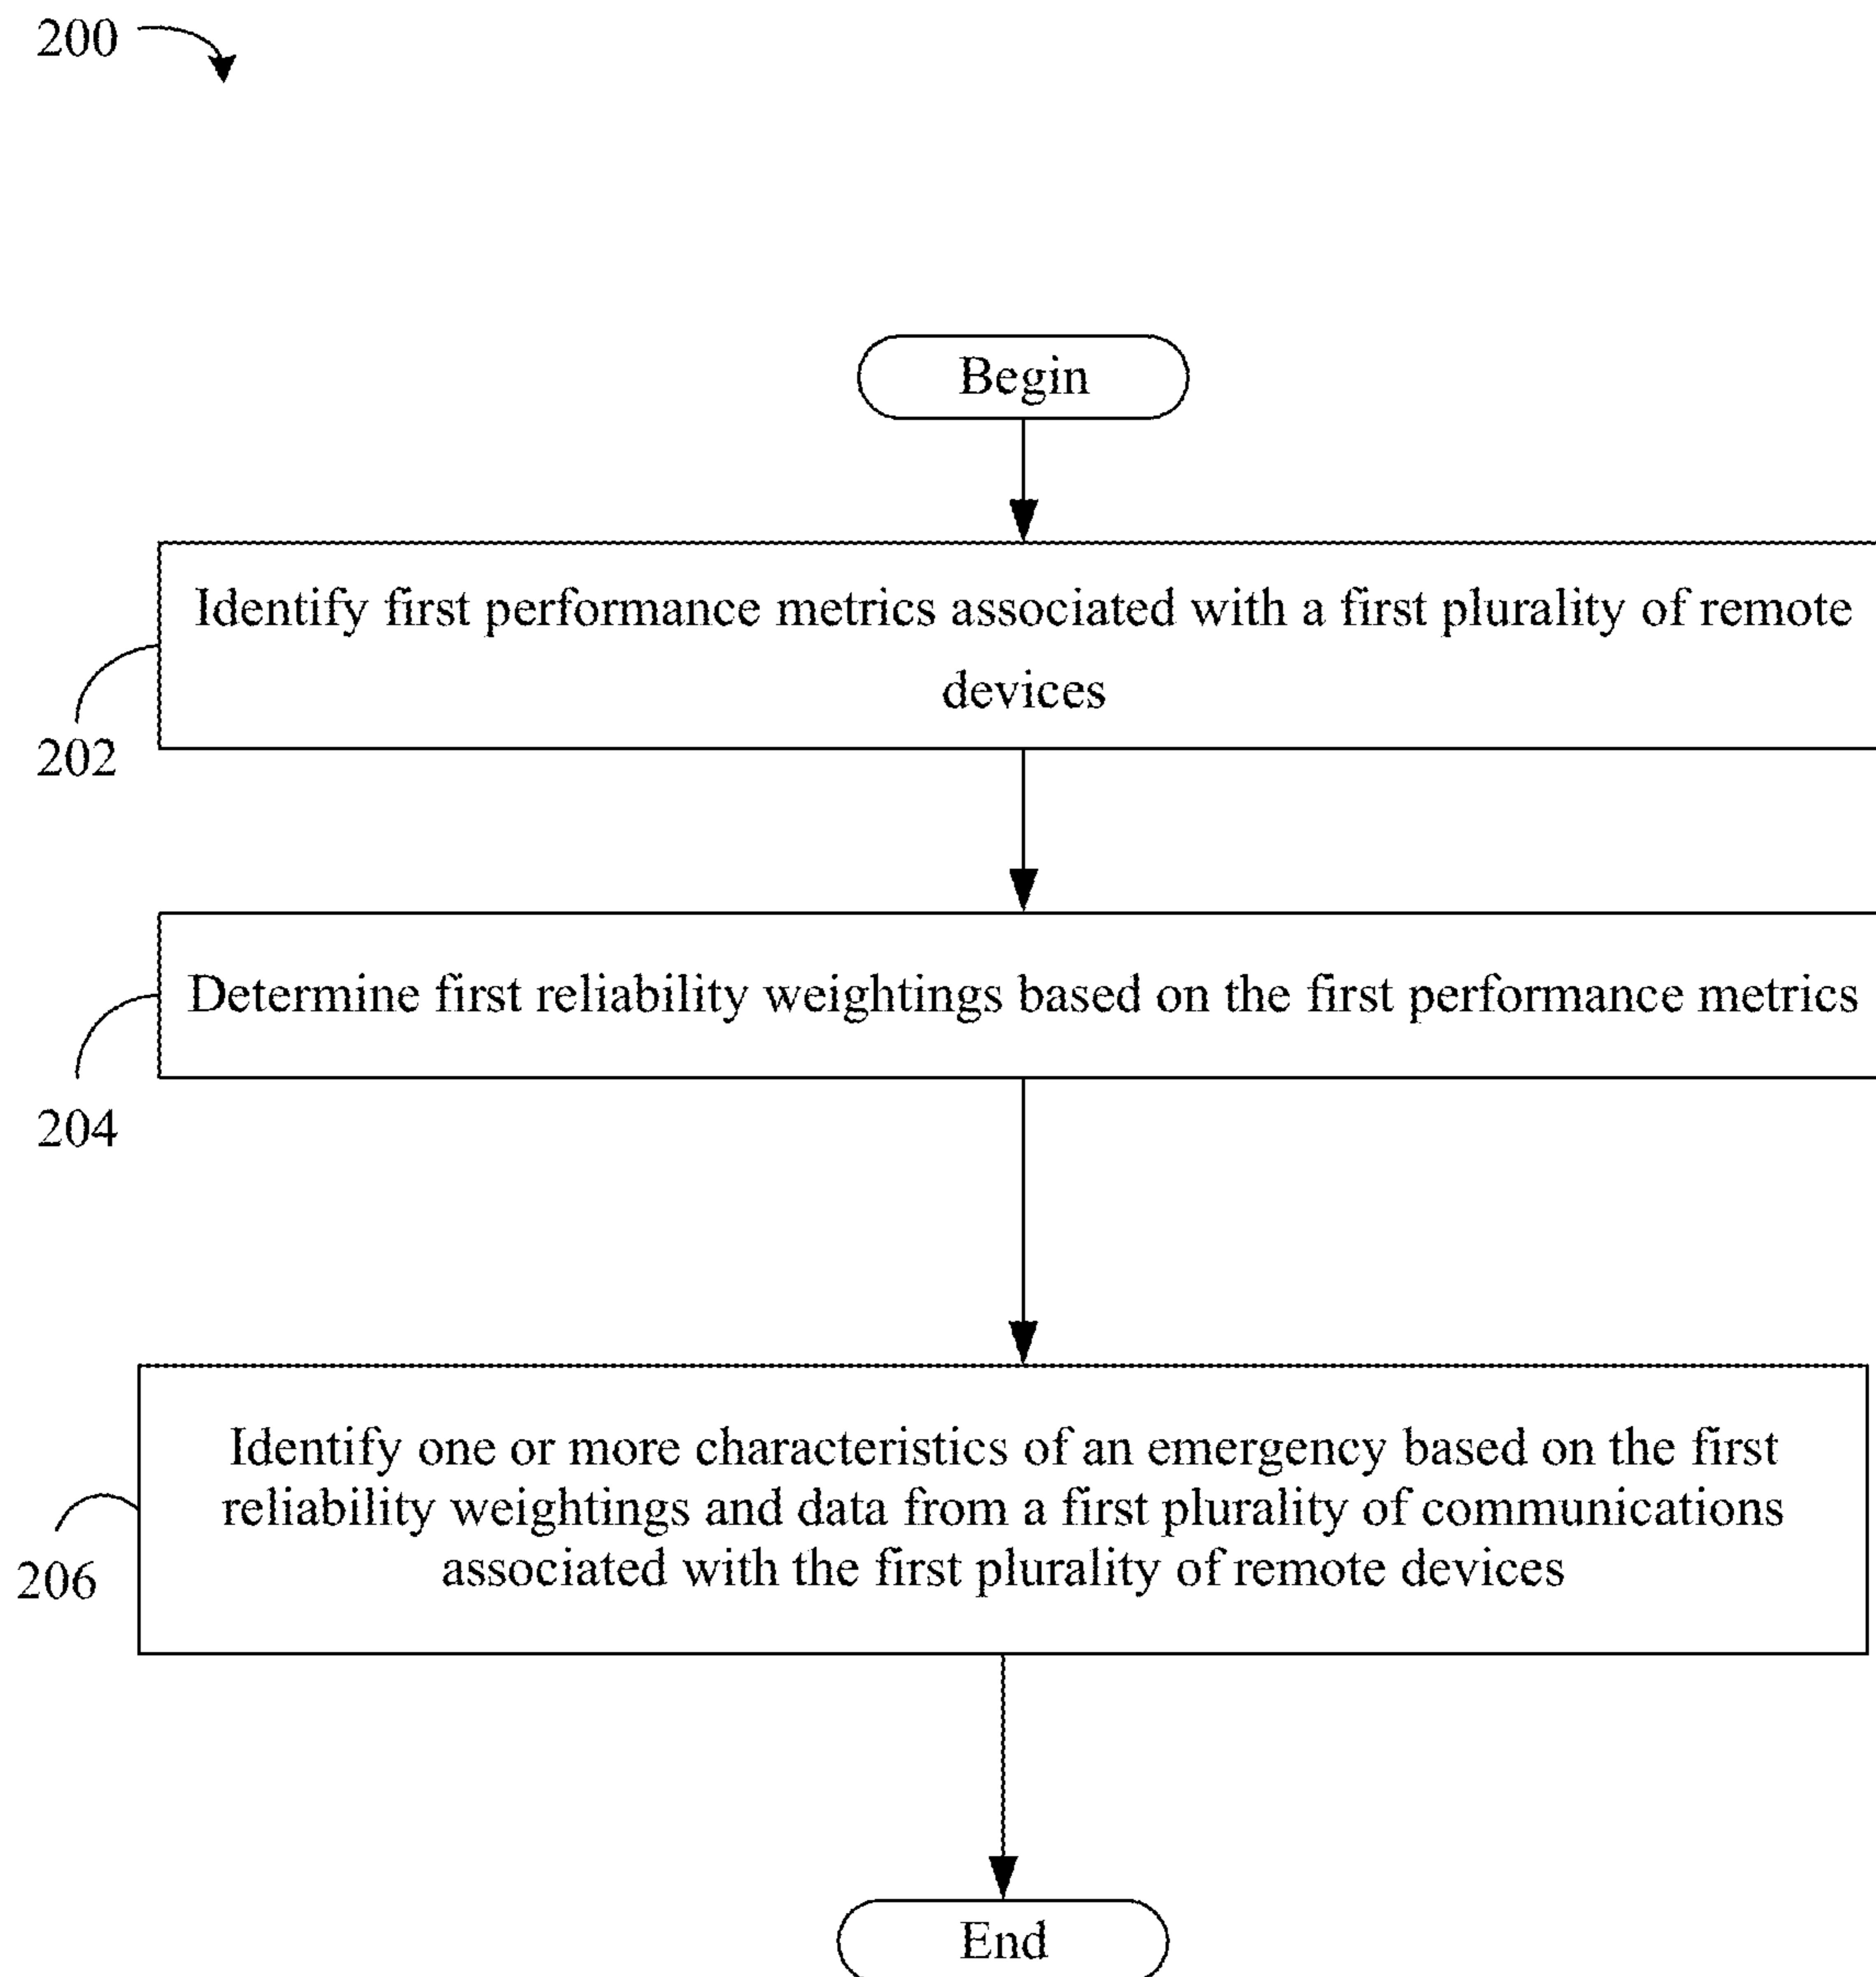 200
Begin
Identify first performance metrics associated with a first plurality of remote
devices
202
Determine first reliability weightings based on the first performance metrics
204
Identify one or more characteristics of an emergency based on the first
reliability weightings and data from a first plurality of communications
associated with the first plurality of remote devices
206
End